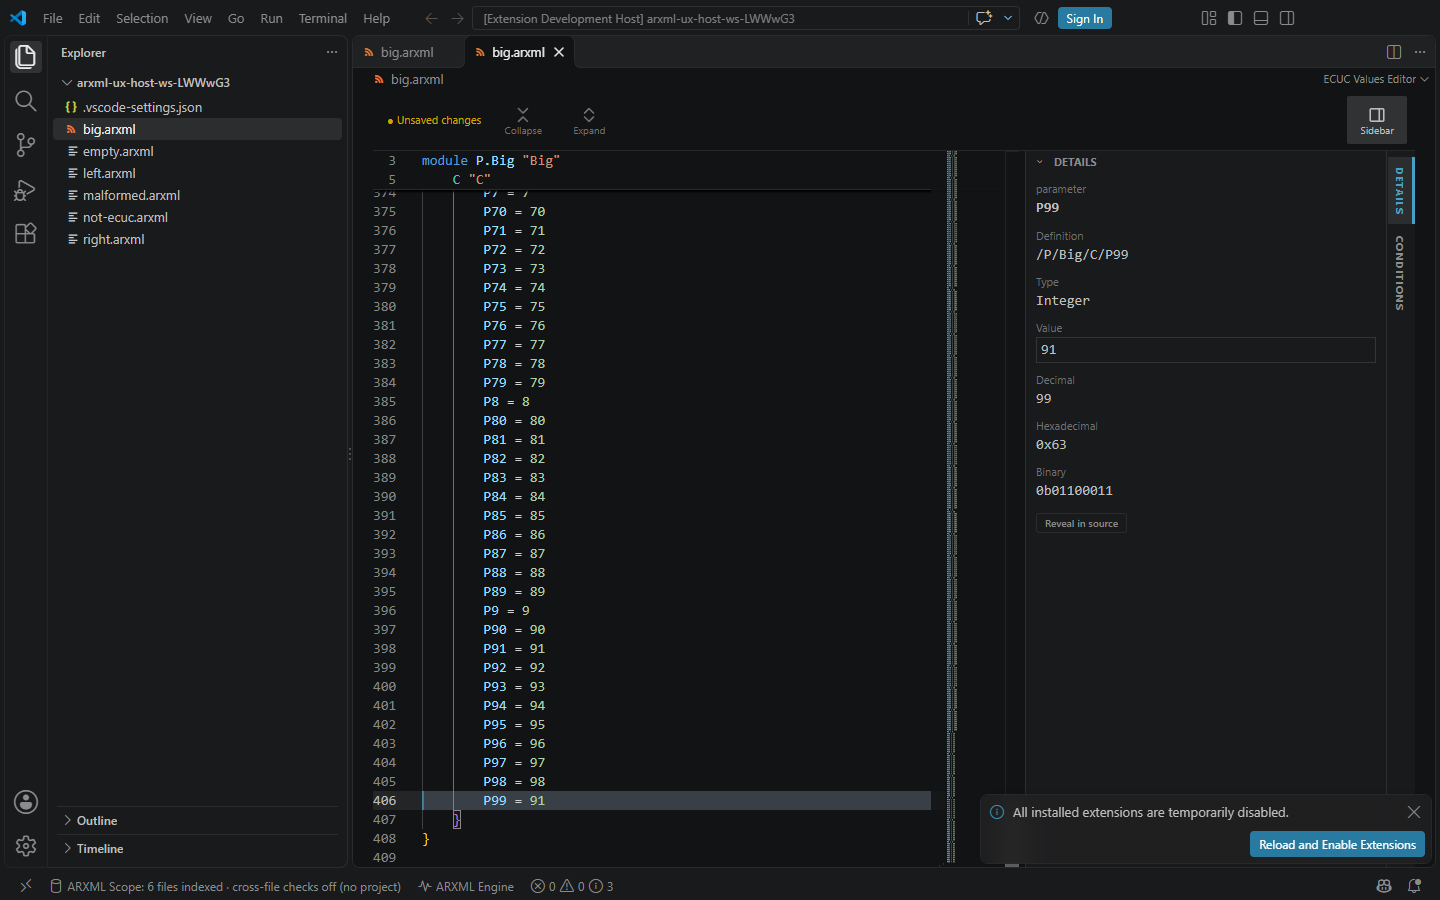 File Edit Selection View Go Run Terminal Help
[Extension Development Host] arxml-ux-host-ws-LWWwG3
Sign In
Explorer
arxml-ux-host-ws-LWWwG3
.vscode-settings.json
big.arxml
empty.arxml
left.arxml
malformed.arxml
not-ecuc.arxml
right.arxml
Outline
Timeline
big.arxml
big.arxml
big.arxml
ECUC Values Editor
Unsaved changes
Collapse
Expand
Sidebar
3 module P.Big "Big"
5 C "C"
374 P7 = 7
375 P70 = 70
376 P71 = 71
377 P72 = 72
378 P73 = 73
379 P74 = 74
380 P75 = 75
381 P76 = 76
382 P77 = 77
383 P78 = 78
384 P79 = 79
385 P8 = 8
386 P80 = 80
387 P81 = 81
388 P82 = 82
389 P83 = 83
390 P84 = 84
391 P85 = 85
392 P86 = 86
393 P87 = 87
394 P88 = 88
395 P89 = 89
396 P9 = 9
397 P90 = 90
398 P91 = 91
399 P92 = 92
400 P93 = 93
401 P94 = 94
402 P95 = 95
403 P96 = 96
404 P97 = 97
405 P98 = 98
406 P99 = 91
407 }
408 }
409
DETAILS
parameter
P99
Definition
/P/Big/C/P99
Type
Integer
Value
91
Decimal
99
Hexadecimal
0x63
Binary
0b01100011
Reveal in source
DETAILS
CONDITIONS
All installed extensions are temporarily disabled.
Reload and Enable Extensions
ARXML Scope: 6 files indexed · cross-file checks off (no project)
ARXML Engine
0 0 3